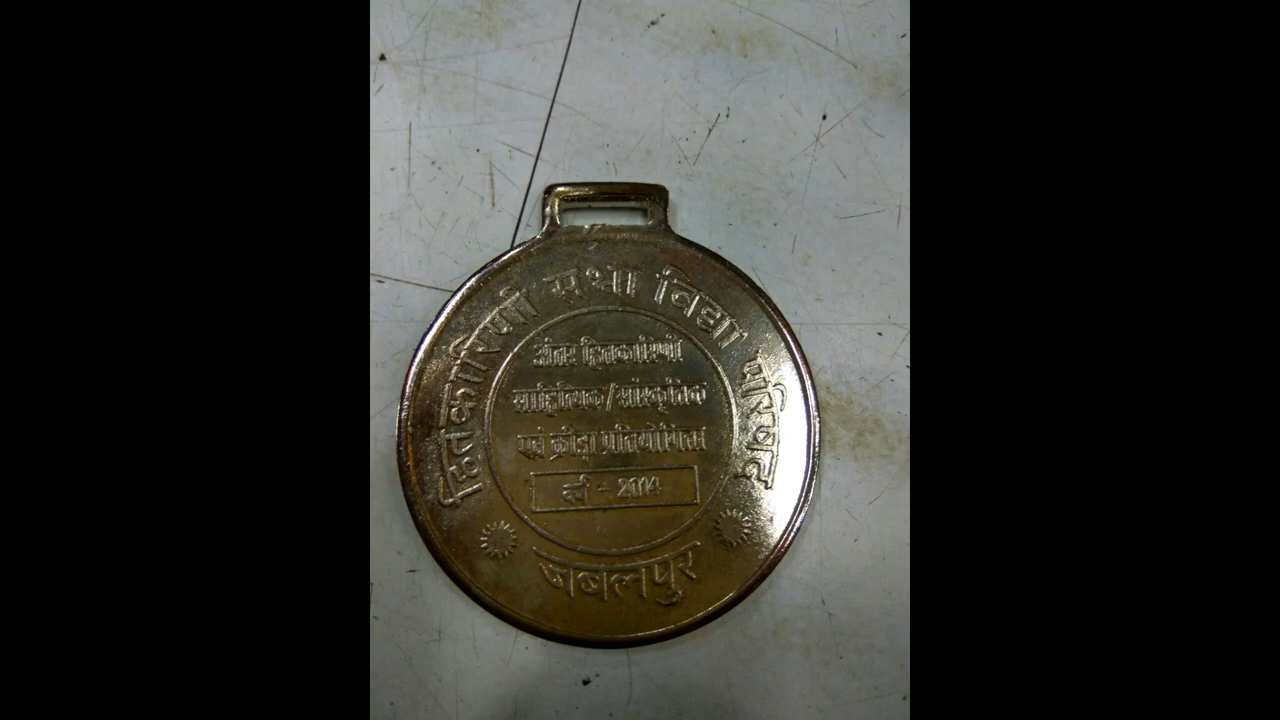 हितकारिणी सभा विद्या परिषद्
अंतर हितकारिणी
साहित्यिक/सांस्कृतिक
एवं क्रीड़ा प्रतियोगिता
वर्ष - 2014
जबलपुर